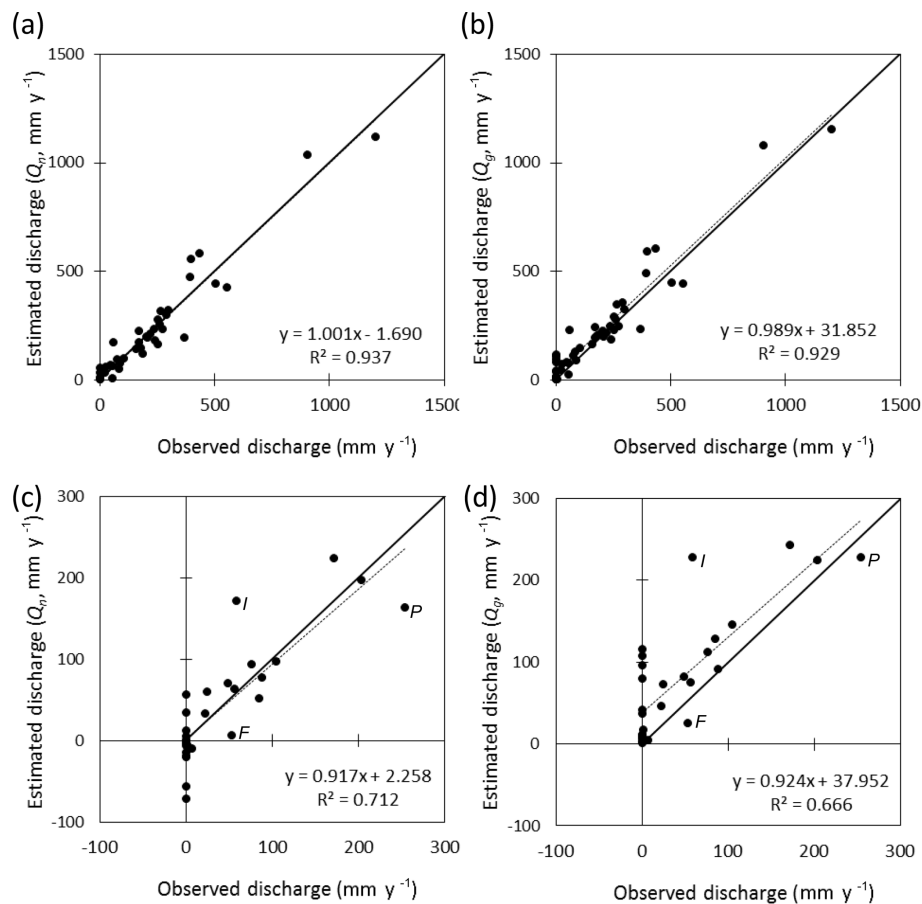 (a)
Estimated discharge (Qn, mm y -1)
1500
1000
500
0
0
500
1000
1500
y = 1.001x - 1.690
R² = 0.937
Observed discharge (mm y -1)
(b)
Estimated discharge (Qg, mm y -1)
1500
1000
500
0
0
500
1000
1500
y = 0.989x + 31.852
R² = 0.929
Observed discharge (mm y -1)
(c)
Estimated discharge (Qn, mm y -1)
300
200
100
0
-100
-100
0
100
200
300
I
P
F
y = 0.917x + 2.258
R² = 0.712
Observed discharge (mm y -1)
(d)
Estimated discharge (Qg, mm y -1)
300
200
100
0
-100
-100
0
100
200
300
I
P
F
y = 0.924x + 37.952
R² = 0.666
Observed discharge (mm y -1)